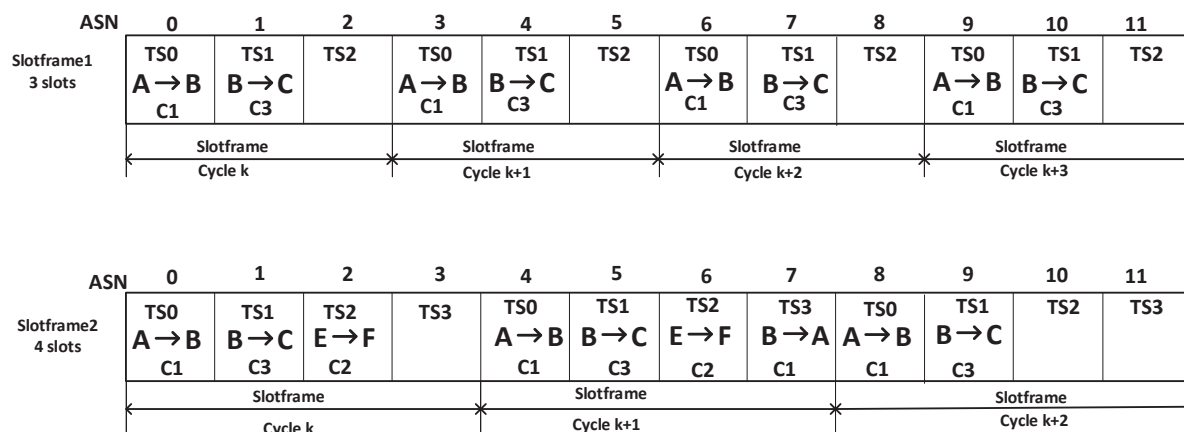 ASN 0 1 2 3 4 5 6 7 8 9 10 11
Slotframe1
3 slots
TS0 TS1 TS2 TS0 TS1 TS2 TS0 TS1 TS2 TS0 TS1 TS2
A→B B→C A→B B→C A→B B→C A→B B→C
C1 C3 C1 C3 C1 C3 C1 C3
Slotframe Slotframe Slotframe Slotframe
Cycle k Cycle k+1 Cycle k+2 Cycle k+3
ASN 0 1 2 3 4 5 6 7 8 9 10 11
Slotframe2
4 slots
TS0 TS1 TS2 TS3 TS0 TS1 TS2 TS3 TS0 TS1 TS2 TS3
A→B B→C E→F A→B B→C E→F B→A A→B B→C
C1 C3 C2 C1 C3 C2 C1 C1 C3
Slotframe Slotframe Slotframe
Cycle k Cycle k+1 Cycle k+2